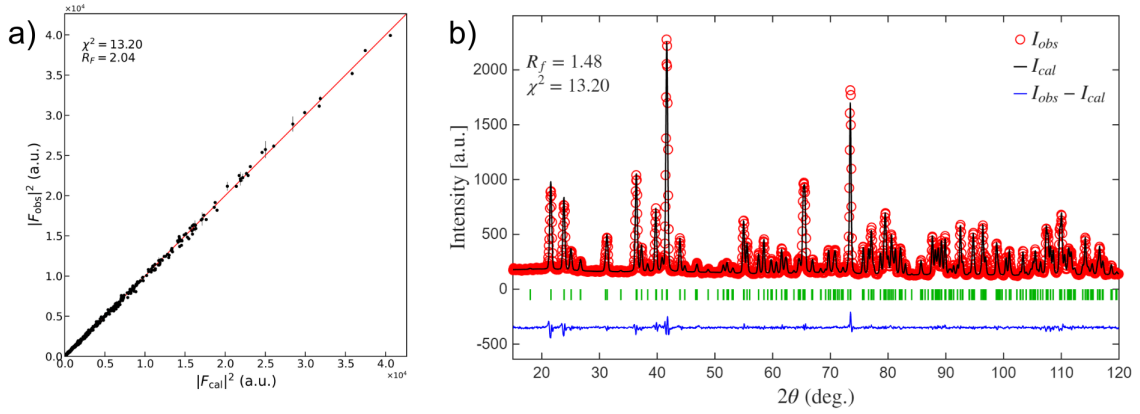 a)
×10⁴
χ² = 13.20
R_F = 2.04
4.0
3.5
3.0
2.5
2.0
1.5
1.0
0.5
0.0
|F_obs|² (a.u.)
0.0 0.5 1.0 1.5 2.0 2.5 3.0 3.5 4.0
×10⁴
|F_cal|² (a.u.)
b)
R_f = 1.48
χ² = 13.20
I_obs
I_cal
I_obs − I_cal
2000
1500
1000
500
0
-500
Intensity [a.u.]
20 30 40 50 60 70 80 90 100 110 120
2θ (deg.)